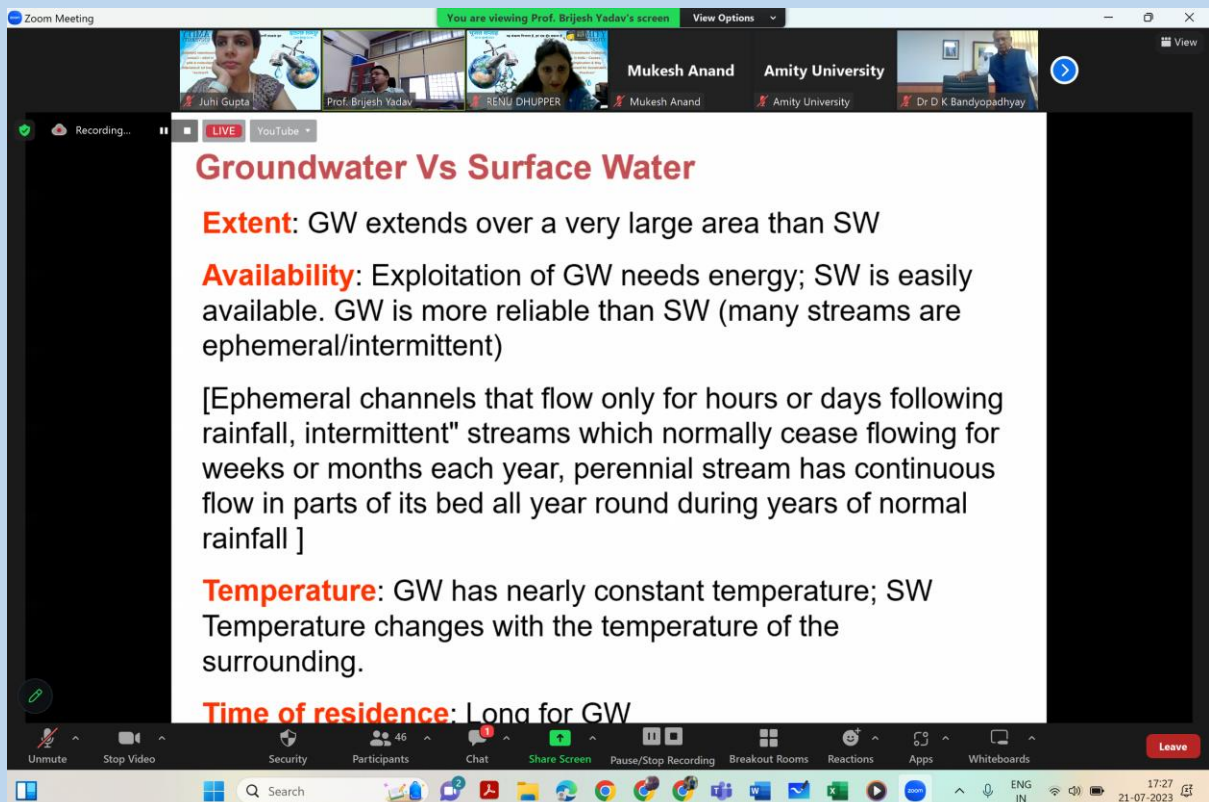 Zoom Meeting
You are viewing Prof. Brijesh Yadav's screen
View Options
View
Juhi Gupta
Prof. Brijesh Yadav
RENU DHUPPER
Mukesh Anand
Mukesh Anand
Amity University
Amity University
Dr D K Bandyopadhyay
Recording...
LIVE
YouTube
Groundwater Vs Surface Water
Extent: GW extends over a very large area than SW
Availability: Exploitation of GW needs energy; SW is easily
available. GW is more reliable than SW (many streams are
ephemeral/intermittent)
[Ephemeral channels that flow only for hours or days following
rainfall, intermittent" streams which normally cease flowing for
weeks or months each year, perennial stream has continuous
flow in parts of its bed all year round during years of normal
rainfall ]
Temperature: GW has nearly constant temperature; SW
Temperature changes with the temperature of the
surrounding.
Time of residence: Long for GW
Unmute
Stop Video
Security
46
Participants
1
Chat
Share Screen
Pause/Stop Recording
Breakout Rooms
Reactions
Apps
Whiteboards
Leave
Search
2
zoom
ENG
IN
17:27
21-07-2023